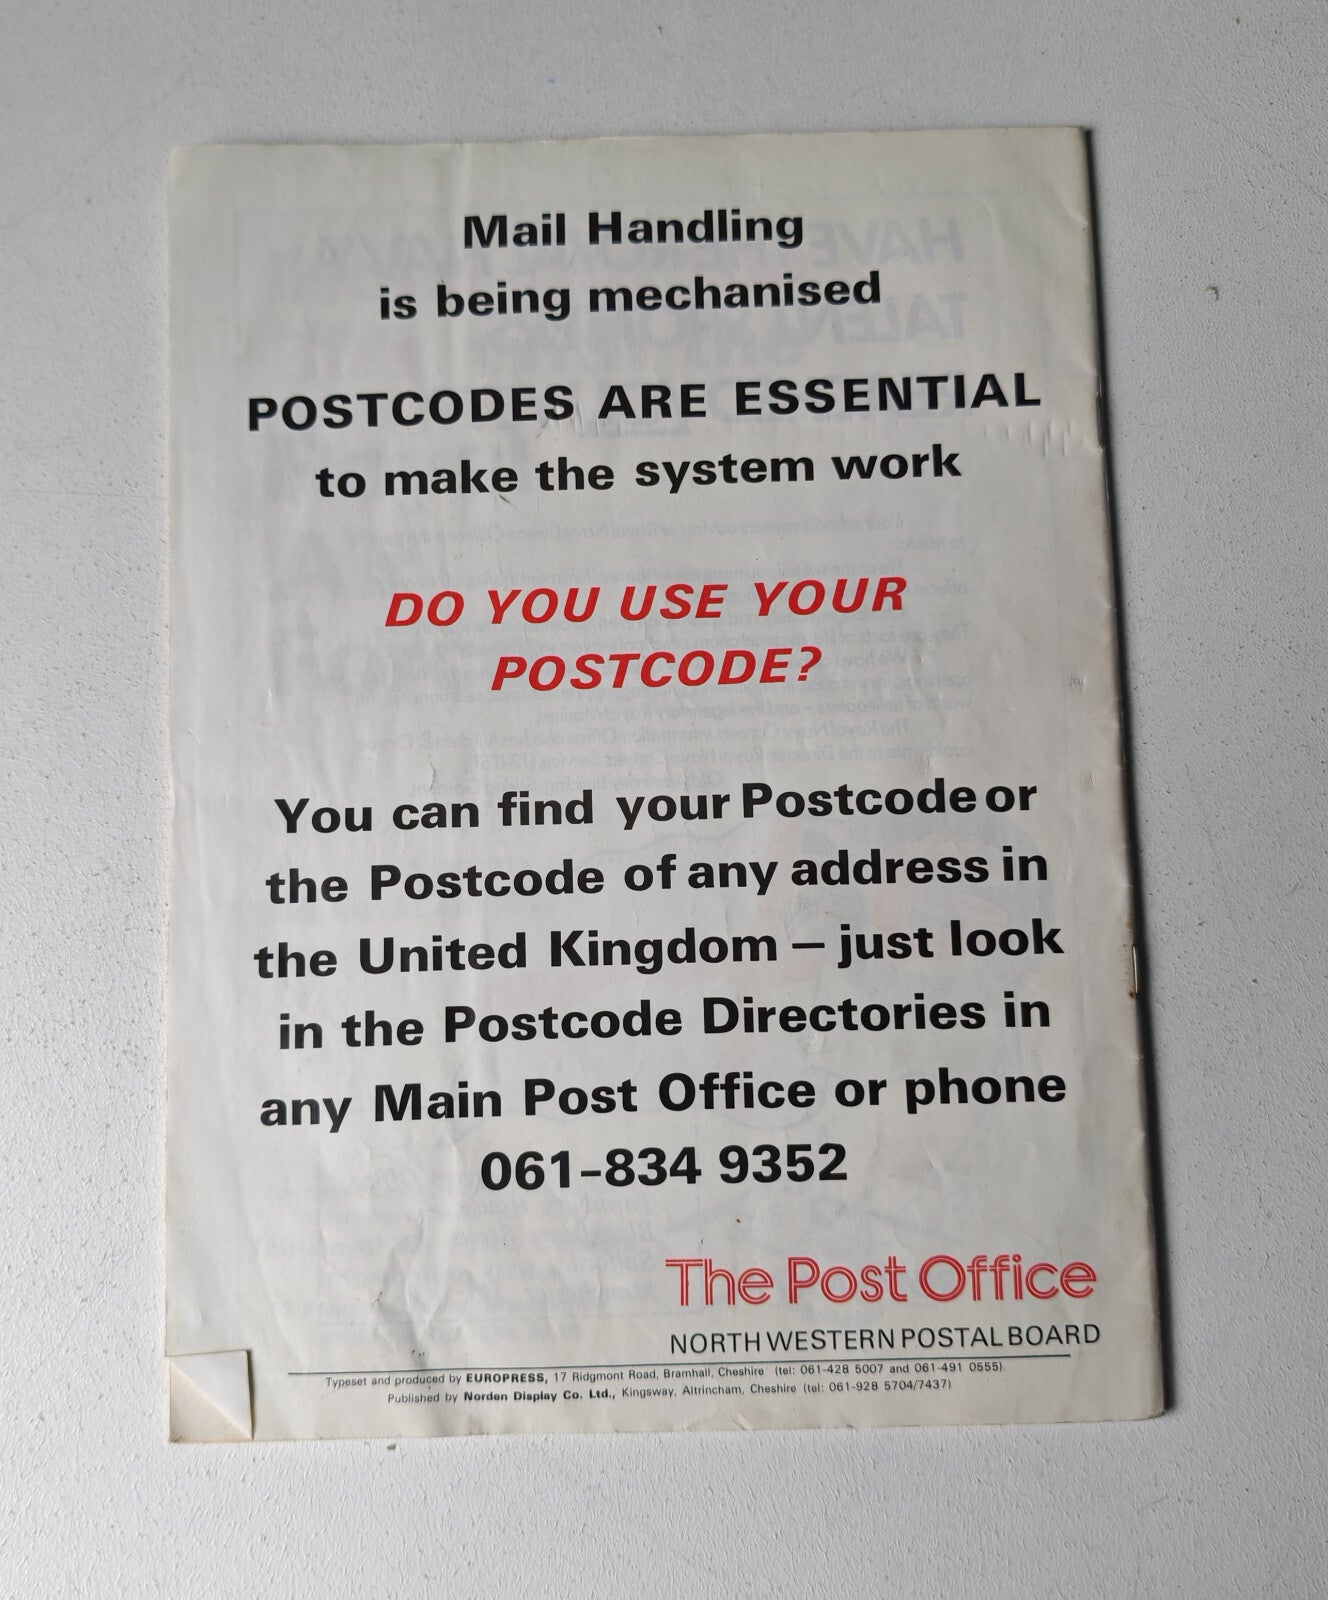 Mail Handling
is being mechanised
POSTCODES ARE ESSENTIAL
to make the system work
DO YOU USE YOUR
POSTCODE?
You can find your Postcode or
the Postcode of any address in
the United Kingdom – just look
in the Postcode Directories in
any Main Post Office or phone
061-834 9352
The Post Office
NORTH WESTERN POSTAL BOARD
Typeset and produced by EUROPRESS, 17 Ridgmont Road, Bramhall, Cheshire (tel: 061-428 5007 and 061-491 0555).
Published by Norden Display Co. Ltd., Kingsway, Altrincham, Cheshire (tel: 061-928 5704/7437)